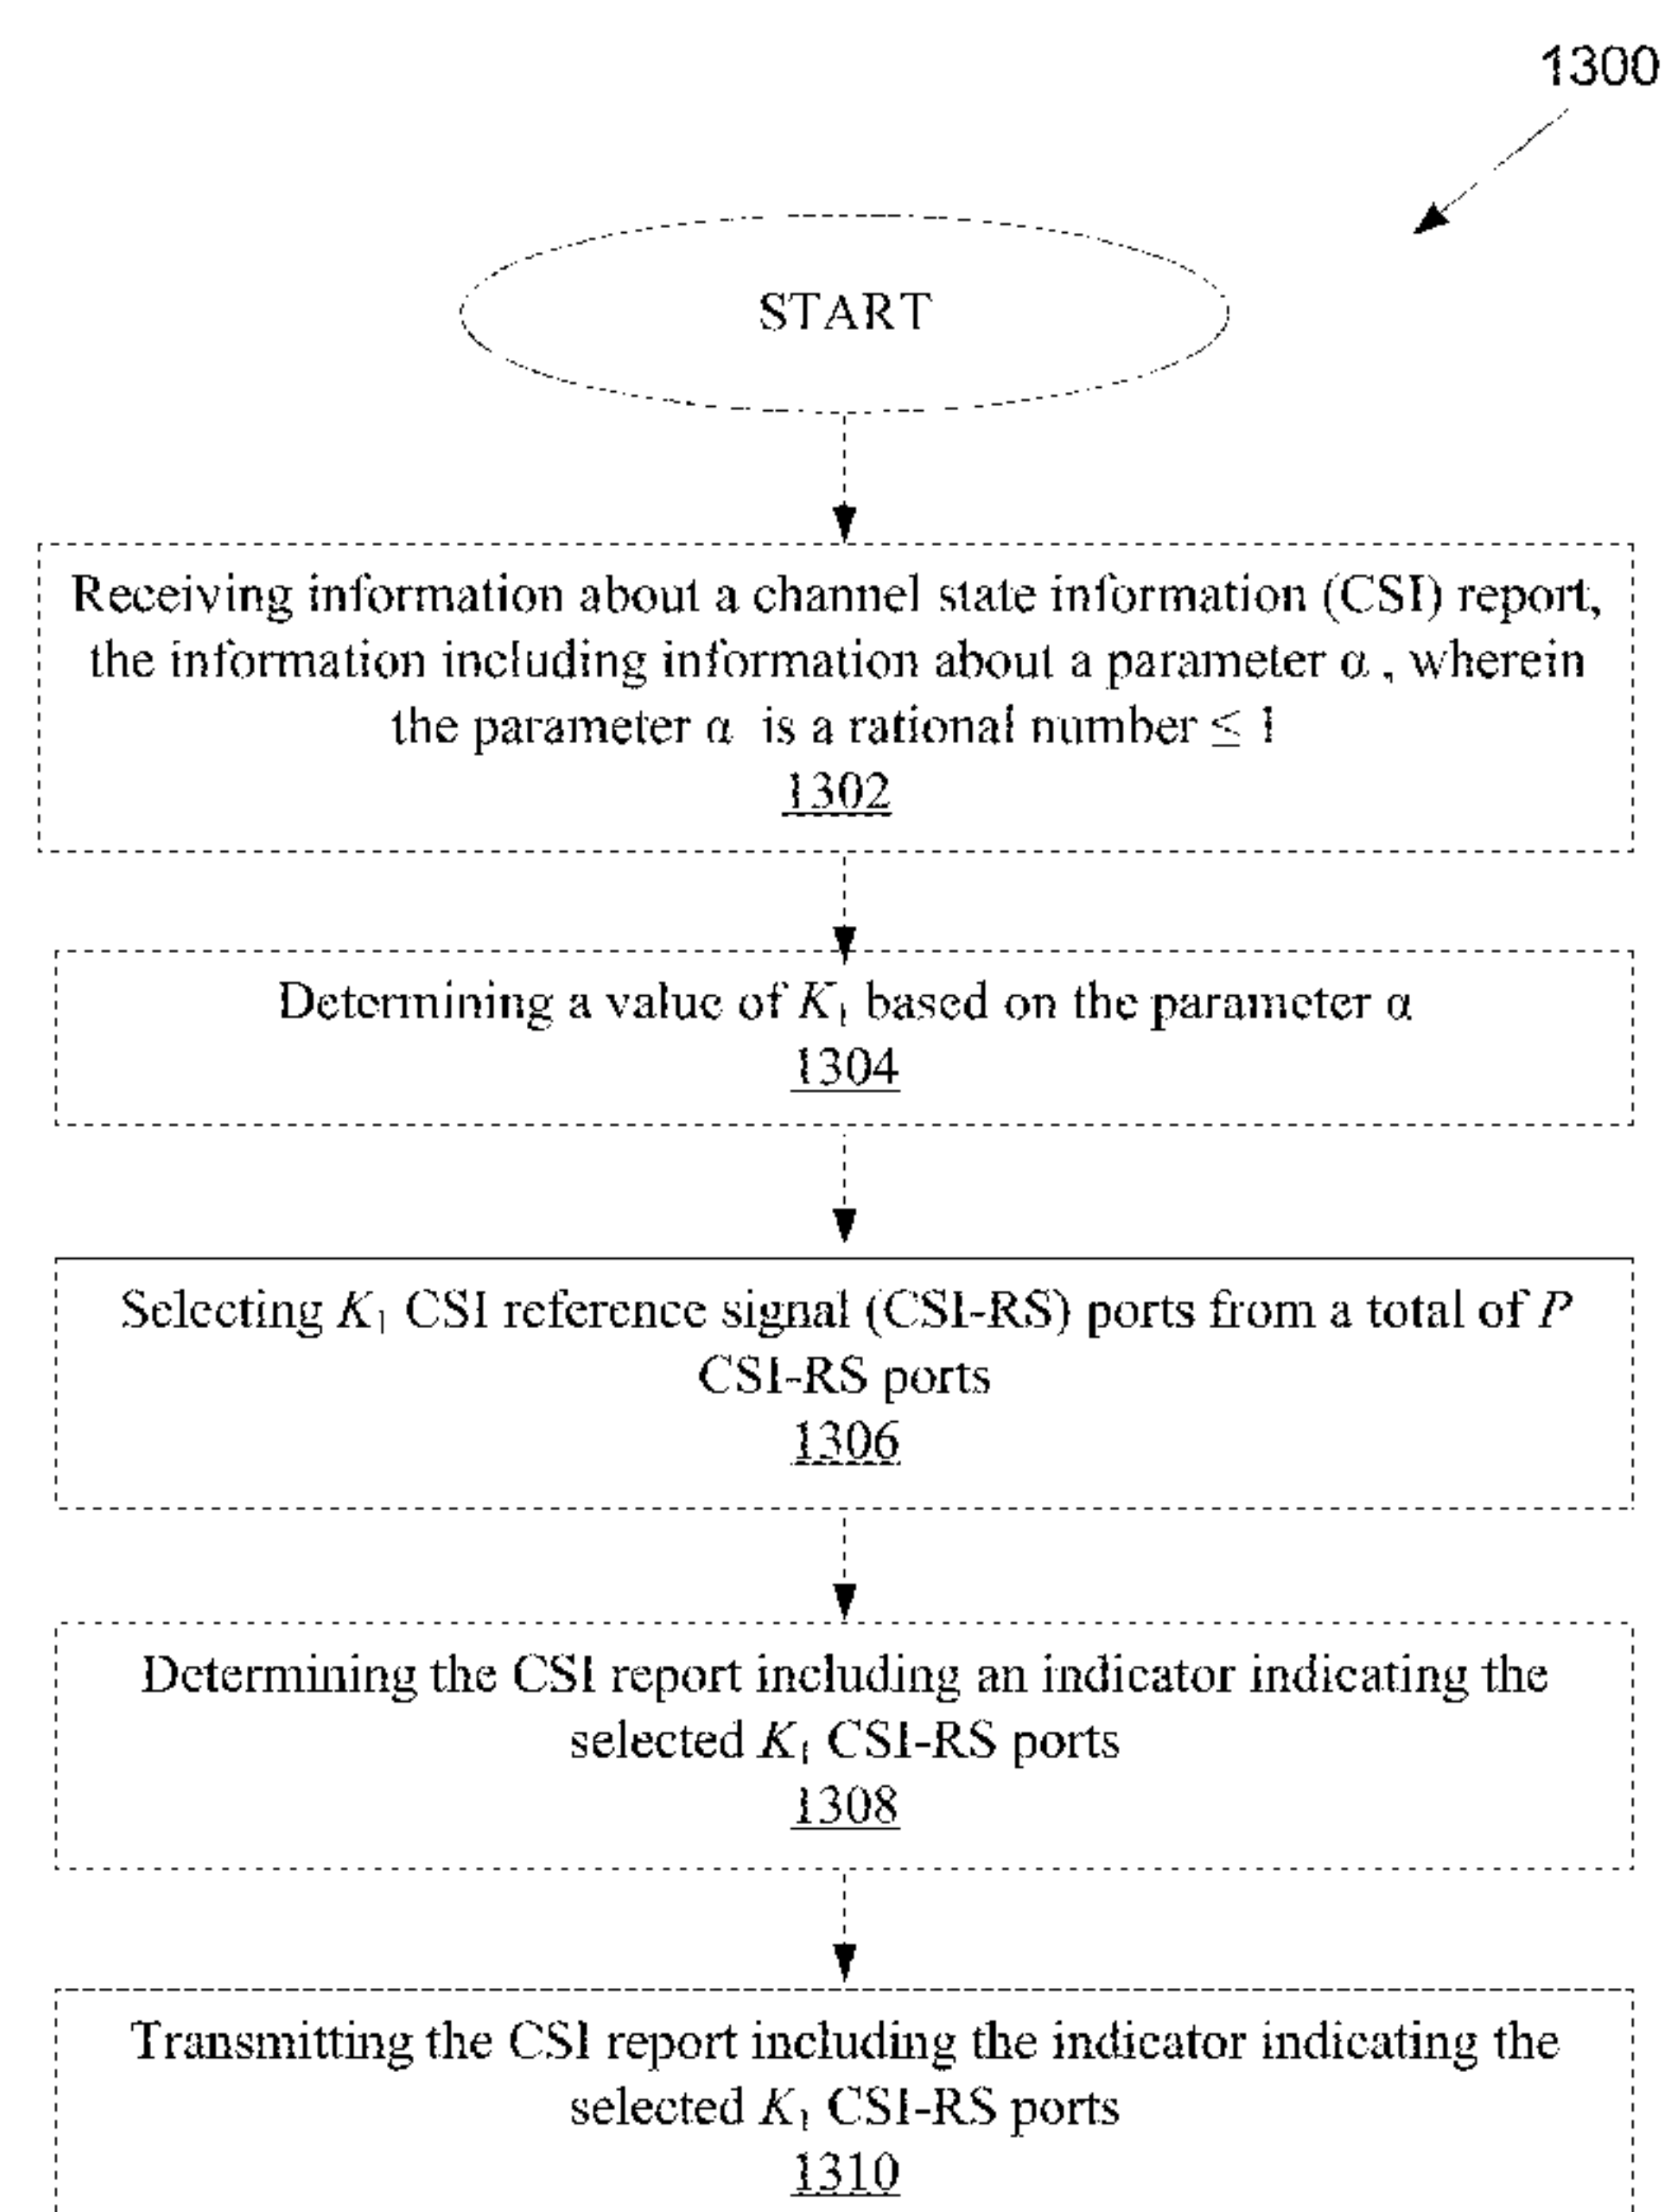 1300
START
Receiving information about a channel state information (CSI) report,
the information including information about a parameter α , wherein
the parameter α is a rational number ≤ 1
1302
Determining a value of K₁ based on the parameter α
1304
Selecting K₁ CSI reference signal (CSI-RS) ports from a total of P
CSI-RS ports
1306
Determining the CSI report including an indicator indicating the
selected K₁ CSI-RS ports
1308
Transmitting the CSI report including the indicator indicating the
selected K₁ CSI-RS ports
1310